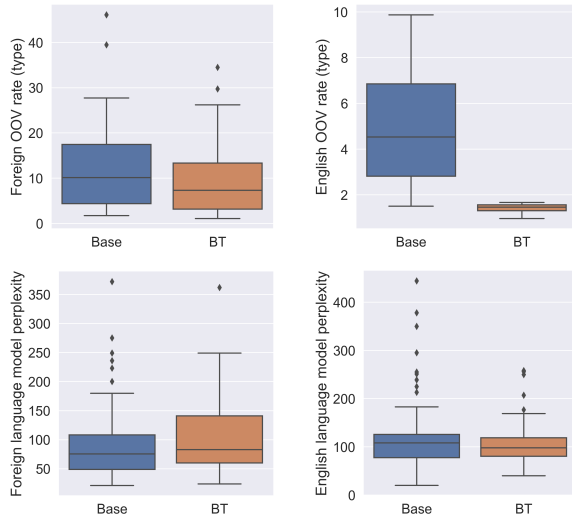 Foreign OOV rate (type)
40
30
20
10
0
Base
BT
English OOV rate (type)
10
8
6
4
2
Base
BT
Foreign language model perplexity
350
300
250
200
150
100
50
Base
BT
English language model perplexity
400
300
200
100
0
Base
BT